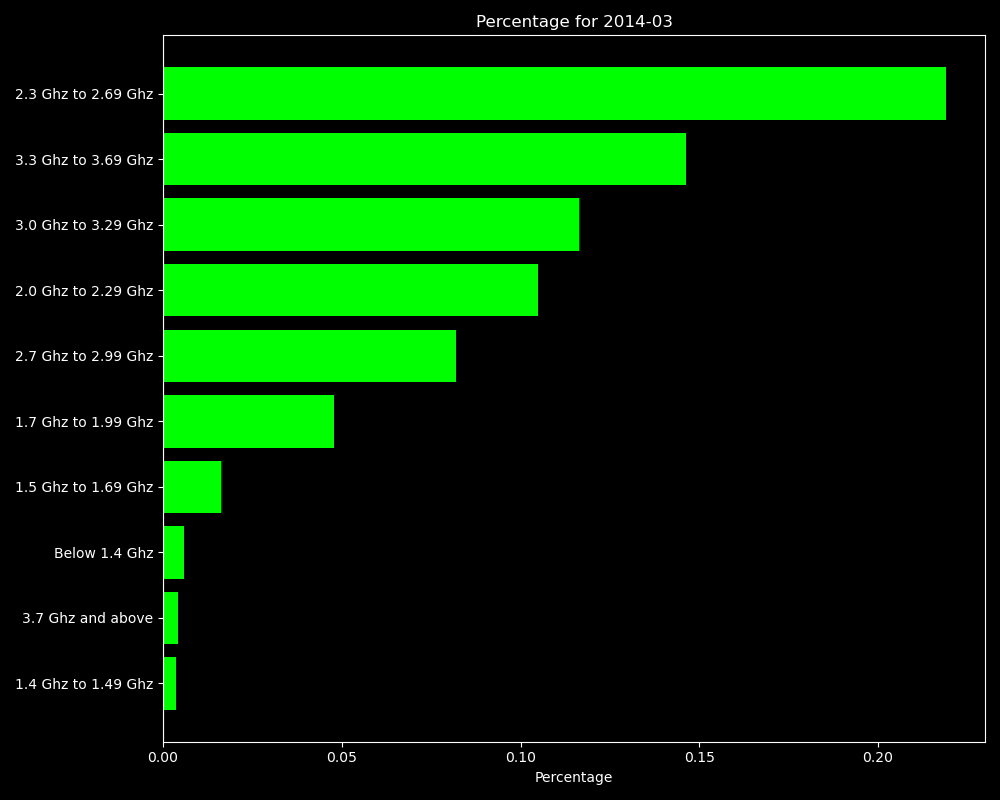 Percentage for 2014-03
2.3 Ghz to 2.69 Ghz
3.3 Ghz to 3.69 Ghz
3.0 Ghz to 3.29 Ghz
2.0 Ghz to 2.29 Ghz
2.7 Ghz to 2.99 Ghz
1.7 Ghz to 1.99 Ghz
1.5 Ghz to 1.69 Ghz
Below 1.4 Ghz
3.7 Ghz and above
1.4 Ghz to 1.49 Ghz
0.00 0.05 0.10 0.15 0.20
Percentage